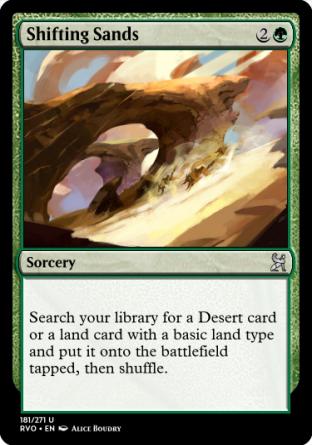 Shifting Sands 2
Sorcery
Search your library for a Desert card
or a land card with a basic land type
and put it onto the battlefield
tapped, then shuffle.
181/271 U
RVO • EN Alice Boudry